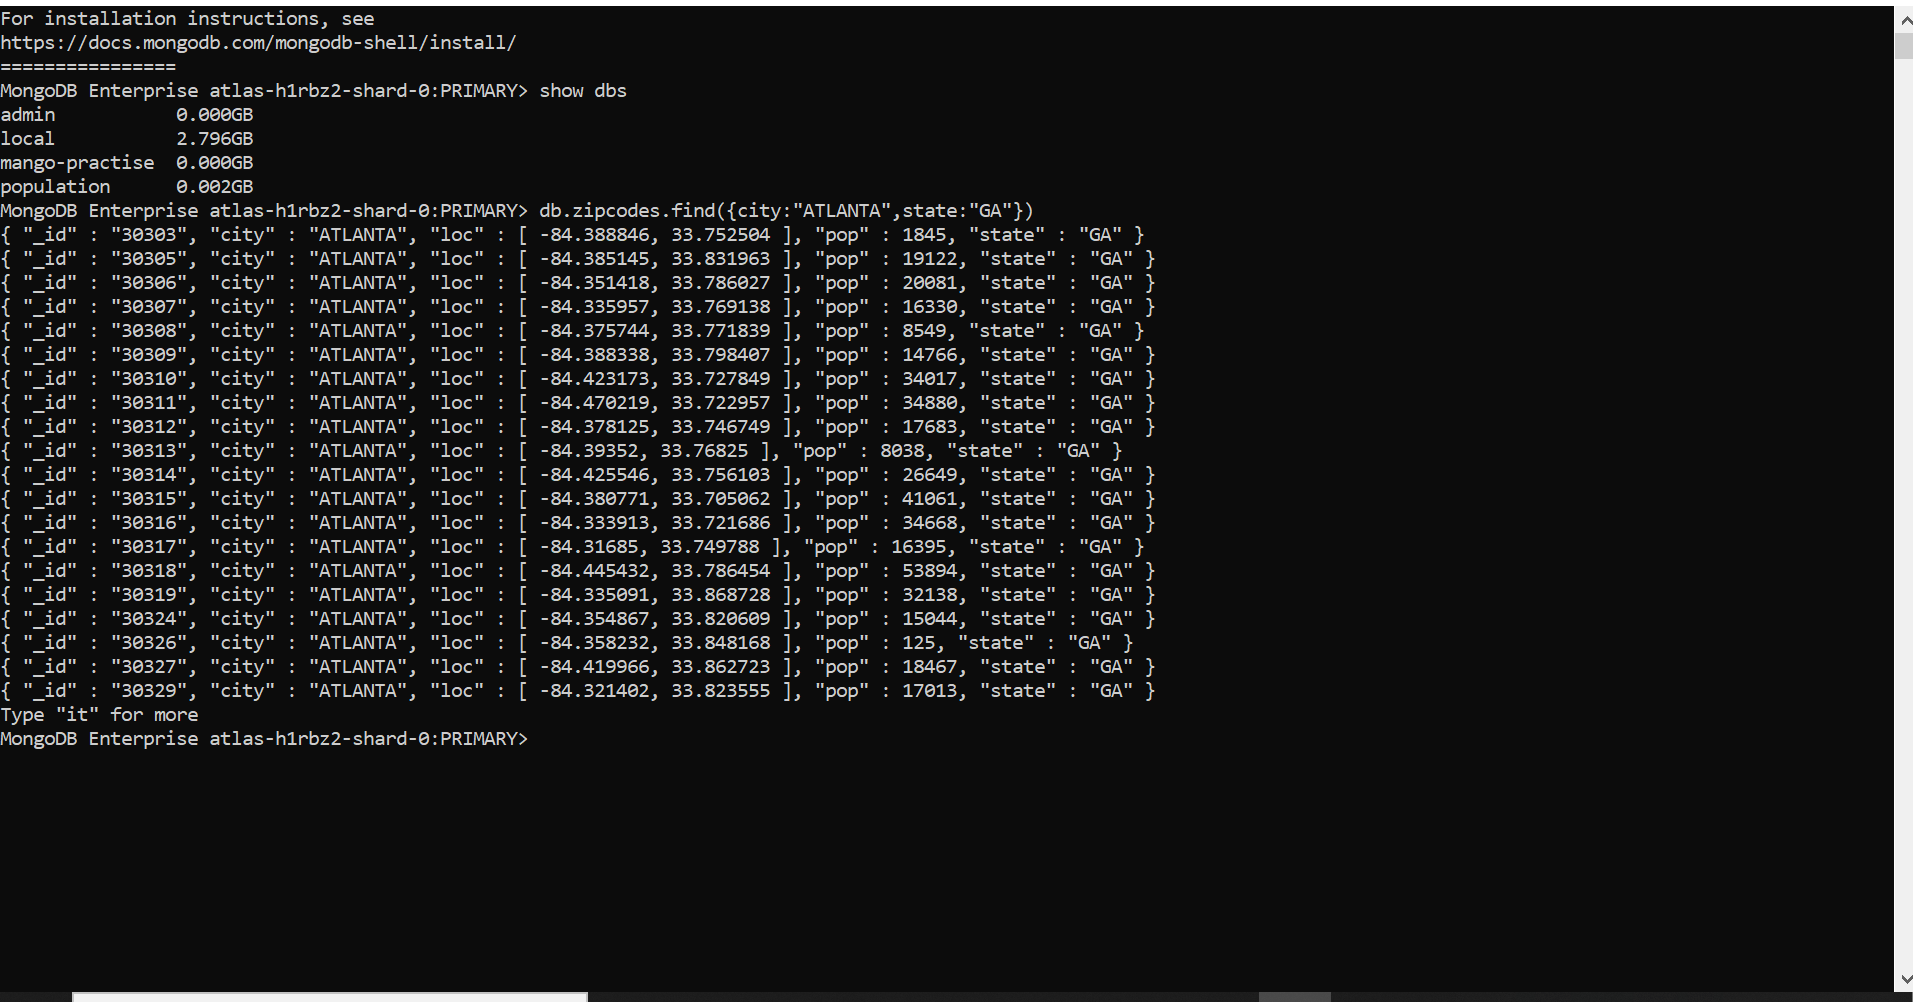 For installation instructions, see
https://docs.mongodb.com/mongodb-shell/install/
================
MongoDB Enterprise atlas-h1rbz2-shard-0:PRIMARY> show dbs
admin           0.000GB
local           2.796GB
mango-practise  0.000GB
population      0.002GB
MongoDB Enterprise atlas-h1rbz2-shard-0:PRIMARY> db.zipcodes.find({city:"ATLANTA",state:"GA"})
{ "_id" : "30303", "city" : "ATLANTA", "loc" : [ -84.388846, 33.752504 ], "pop" : 1845, "state" : "GA" }
{ "_id" : "30305", "city" : "ATLANTA", "loc" : [ -84.385145, 33.831963 ], "pop" : 19122, "state" : "GA" }
{ "_id" : "30306", "city" : "ATLANTA", "loc" : [ -84.351418, 33.786027 ], "pop" : 20081, "state" : "GA" }
{ "_id" : "30307", "city" : "ATLANTA", "loc" : [ -84.335957, 33.769138 ], "pop" : 16330, "state" : "GA" }
{ "_id" : "30308", "city" : "ATLANTA", "loc" : [ -84.375744, 33.771839 ], "pop" : 8549, "state" : "GA" }
{ "_id" : "30309", "city" : "ATLANTA", "loc" : [ -84.388338, 33.798407 ], "pop" : 14766, "state" : "GA" }
{ "_id" : "30310", "city" : "ATLANTA", "loc" : [ -84.423173, 33.727849 ], "pop" : 34017, "state" : "GA" }
{ "_id" : "30311", "city" : "ATLANTA", "loc" : [ -84.470219, 33.722957 ], "pop" : 34880, "state" : "GA" }
{ "_id" : "30312", "city" : "ATLANTA", "loc" : [ -84.378125, 33.746749 ], "pop" : 17683, "state" : "GA" }
{ "_id" : "30313", "city" : "ATLANTA", "loc" : [ -84.39352, 33.76825 ], "pop" : 8038, "state" : "GA" }
{ "_id" : "30314", "city" : "ATLANTA", "loc" : [ -84.425546, 33.756103 ], "pop" : 26649, "state" : "GA" }
{ "_id" : "30315", "city" : "ATLANTA", "loc" : [ -84.380771, 33.705062 ], "pop" : 41061, "state" : "GA" }
{ "_id" : "30316", "city" : "ATLANTA", "loc" : [ -84.333913, 33.721686 ], "pop" : 34668, "state" : "GA" }
{ "_id" : "30317", "city" : "ATLANTA", "loc" : [ -84.31685, 33.749788 ], "pop" : 16395, "state" : "GA" }
{ "_id" : "30318", "city" : "ATLANTA", "loc" : [ -84.445432, 33.786454 ], "pop" : 53894, "state" : "GA" }
{ "_id" : "30319", "city" : "ATLANTA", "loc" : [ -84.335091, 33.868728 ], "pop" : 32138, "state" : "GA" }
{ "_id" : "30324", "city" : "ATLANTA", "loc" : [ -84.354867, 33.820609 ], "pop" : 15044, "state" : "GA" }
{ "_id" : "30326", "city" : "ATLANTA", "loc" : [ -84.358232, 33.848168 ], "pop" : 125, "state" : "GA" }
{ "_id" : "30327", "city" : "ATLANTA", "loc" : [ -84.419966, 33.862723 ], "pop" : 18467, "state" : "GA" }
{ "_id" : "30329", "city" : "ATLANTA", "loc" : [ -84.321402, 33.823555 ], "pop" : 17013, "state" : "GA" }
Type "it" for more
MongoDB Enterprise atlas-h1rbz2-shard-0:PRIMARY>